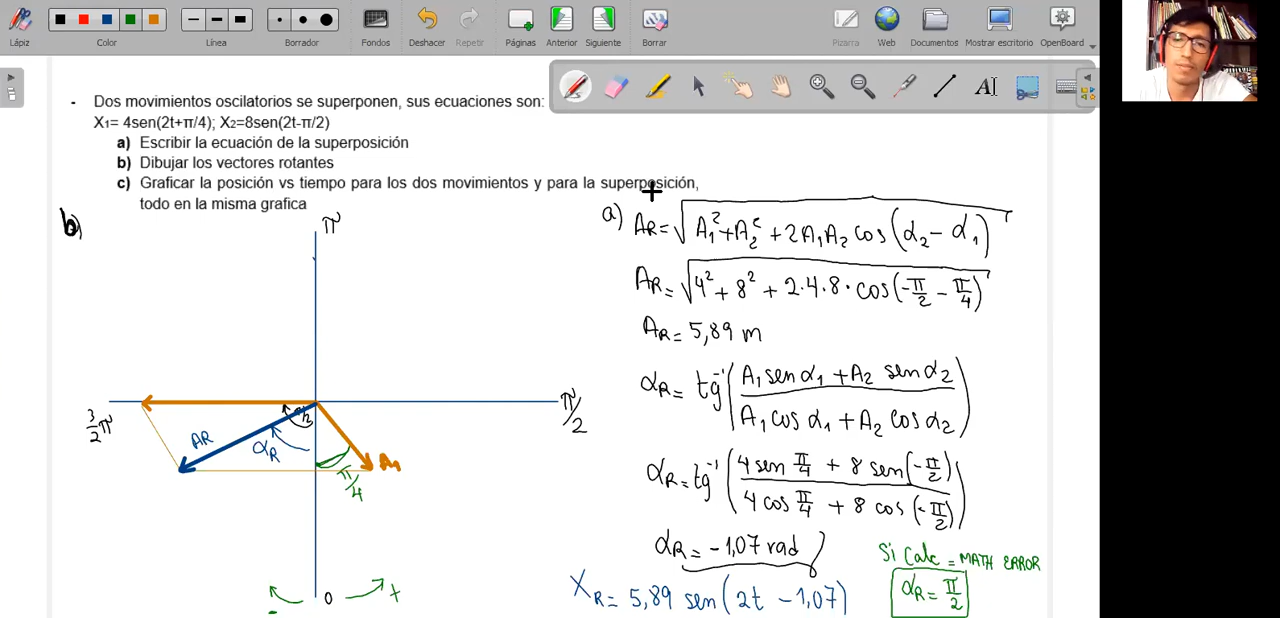 Lápiz
Color
Línea
Borrador
Fondos
Deshacer
Repetir
Páginas
Anterior
Siguiente
Borrar
Pizarra
Web
Documentos
Mostrar escritorio
OpenBoard
- Dos movimientos oscilatorios se superponen, sus ecuaciones son:
X1= 4sen(2t+π/4); X2=8sen(2t-π/2)
a) Escribir la ecuación de la superposición
b) Dibujar los vectores rotantes
c) Graficar la posición vs tiempo para los dos movimientos y para la superposición,
todo en la misma grafica
b)
π
π/2
3/2 π
0
+
-
AR
αR
A1
π/4
a) AR = √(A1² + A2² + 2A1A2 cos(α2 - α1))
AR = √(4² + 8² + 2·4·8·cos(-π/2 - π/4))
AR = 5,89 m
αR = tg⁻¹((A1 sen α1 + A2 sen α2)/(A1 cos α1 + A2 cos α2))
αR = tg⁻¹((4 sen π/4 + 8 sen(-π/2))/(4 cos π/4 + 8 cos(-π/2)))
αR = -1,07 rad
XR = 5,89 sen(2t - 1,07)
Si Calc = MATH ERROR
αR = π/2